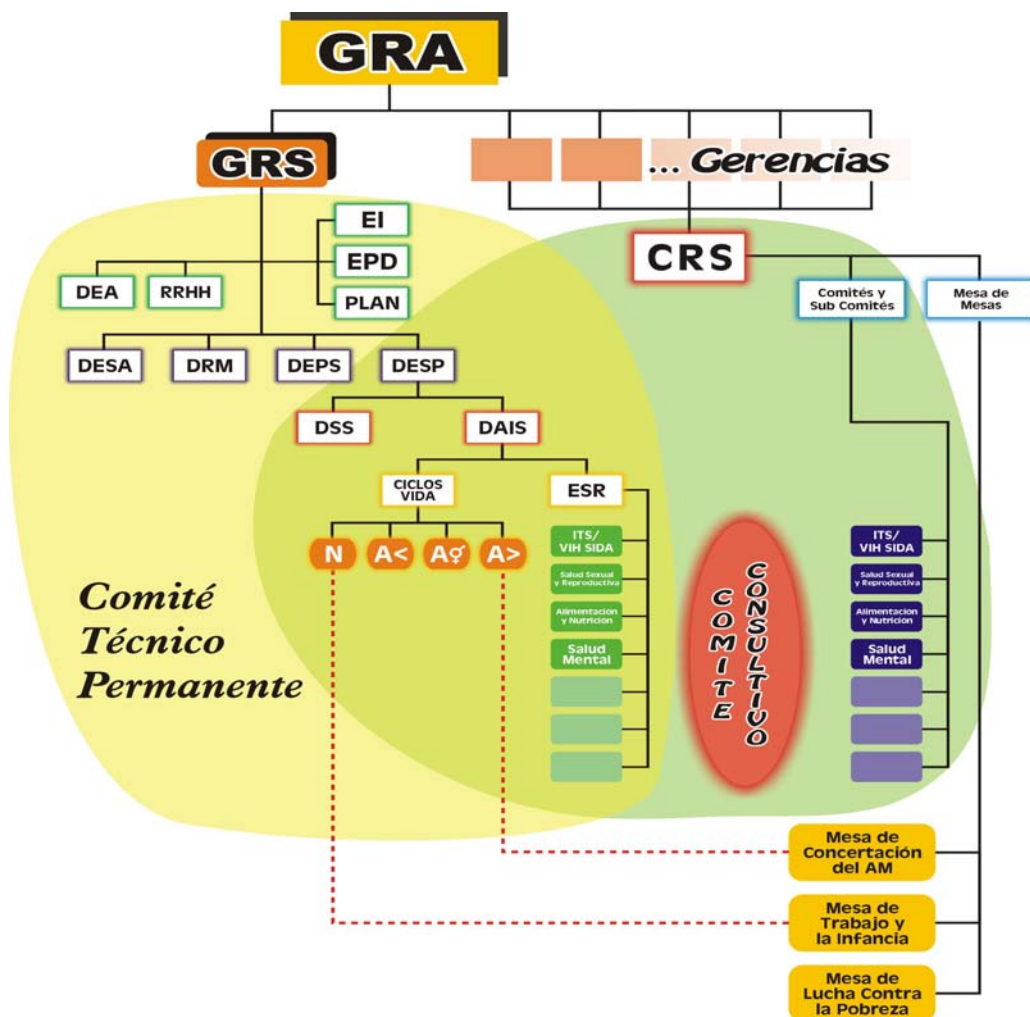 GRA
GRS
... Gerencias
EI
CRS
EPD
DEA
RRHH
PLAN
Comités y
Sub Comités
Mesa de
Mesas
DESA
DRM
DEPS
DESP
DSS
DAIS
CICLOS
VIDA
ESR
N
A<
A⚥
A>
ITS/
VIH SIDA
Salud Sexual
y Reproductiva
Alimentacion
y Nutrición
Salud
Mental
COMITE
CONSULTIVO
ITS/
VIH SIDA
Salud Sexual
y Reproductiva
Alimentacion
y Nutrición
Salud
Mental
Comité
Técnico
Permanente
Mesa de
Concertación
del AM
Mesa de
Trabajo y
la Infancia
Mesa de
Lucha Contra
la Pobreza